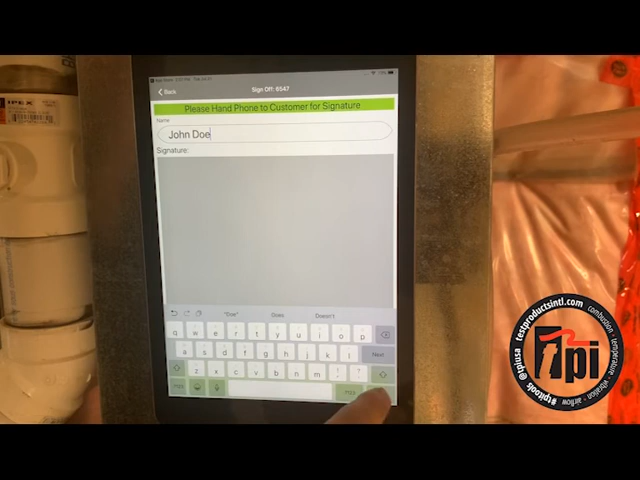 Back
Sign Off: 6547
Please Hand Phone to Customer for Signature
Name
John Doe
Signature:
"Doe" Does Doesn't
q w e r t y u i o p
a s d f g h j k l Next
z x c v b n m ! ?
.?123
IPEX
testproductsintl.com
combustion - temperature - vibration - airflow
#tpitools @tpiusa
tpi